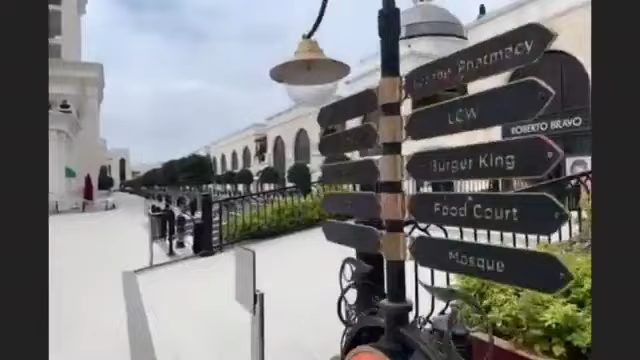 Pharmacy
LCW
ROBERTO BRAVO
Burger King
Food Court
Mosque